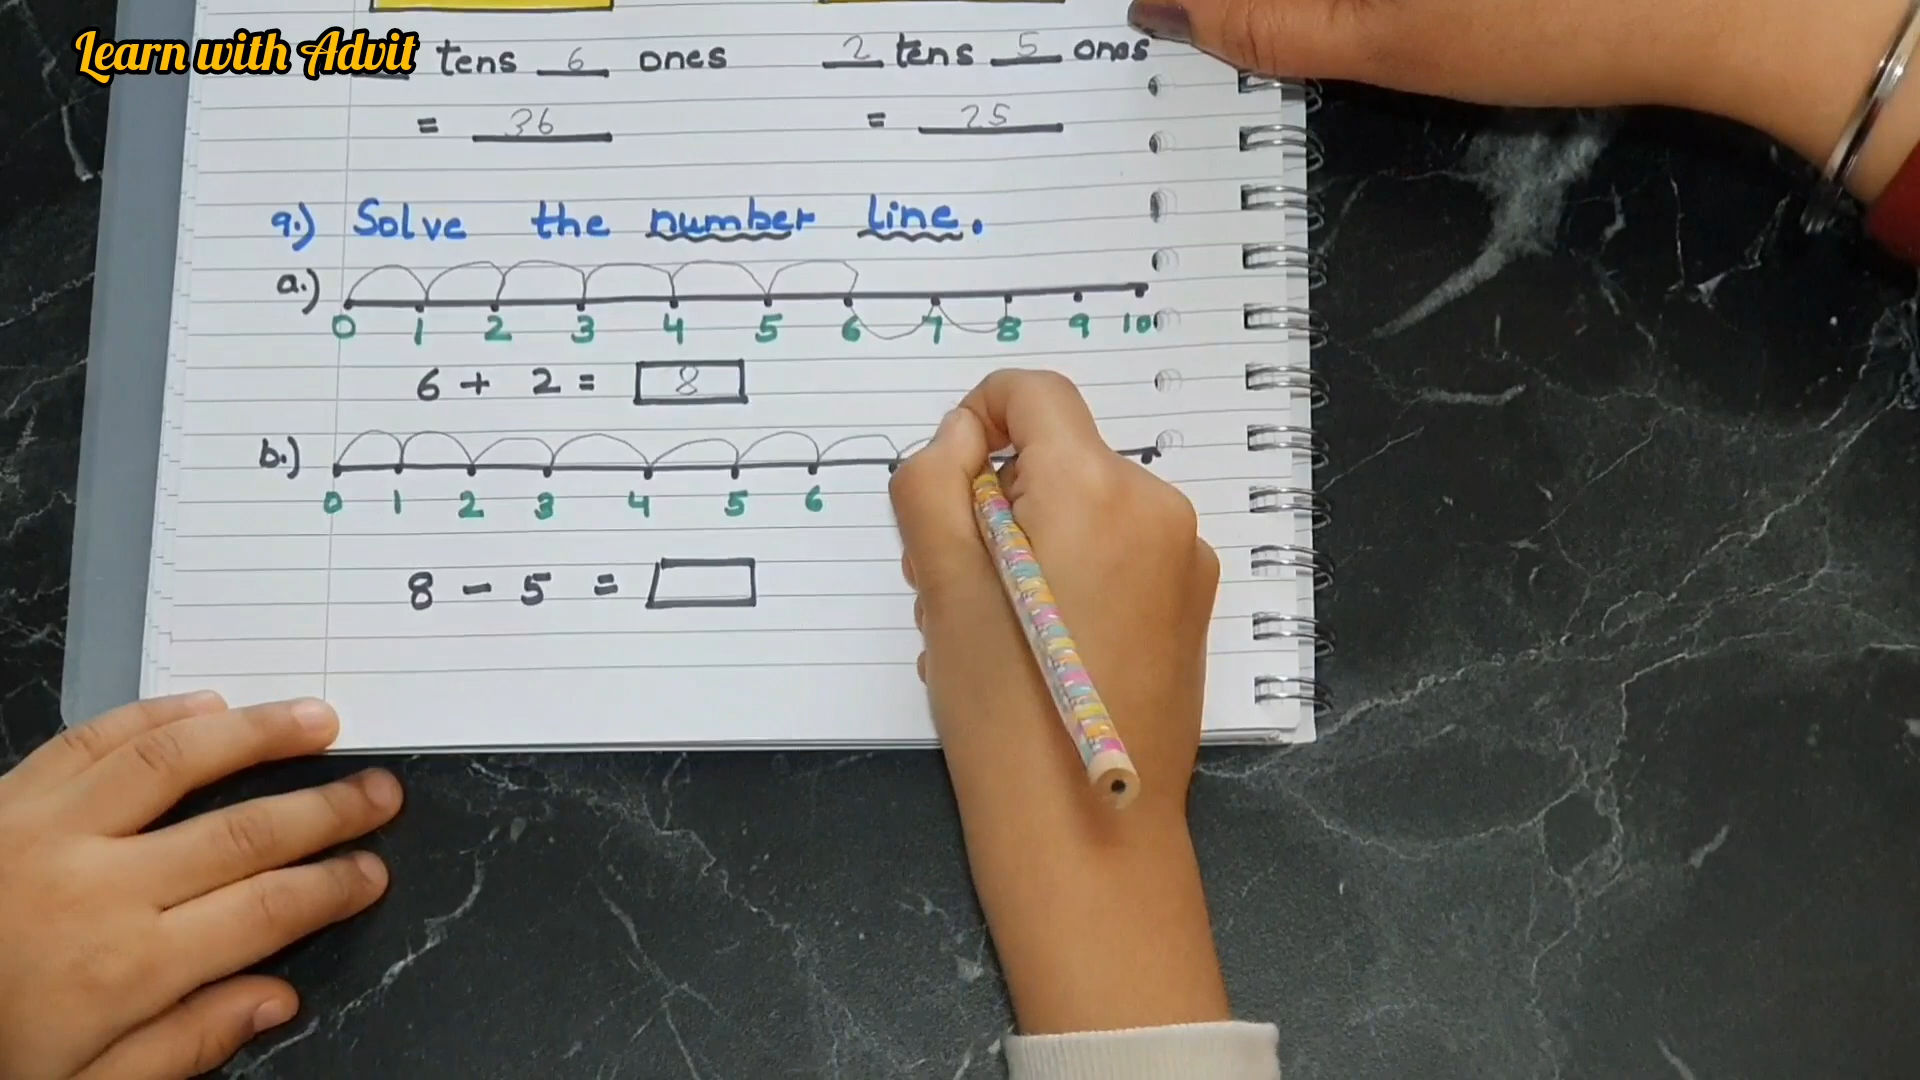 Learn with Advit
tens 6 ones 2 tens 5 ones
= 36 = 25
9.) Solve the number line.
a.)
0 1 2 3 4 5 6 7 8 9 10
6 + 2 = 8
b.)
0 1 2 3 4 5 6
8 - 5 =